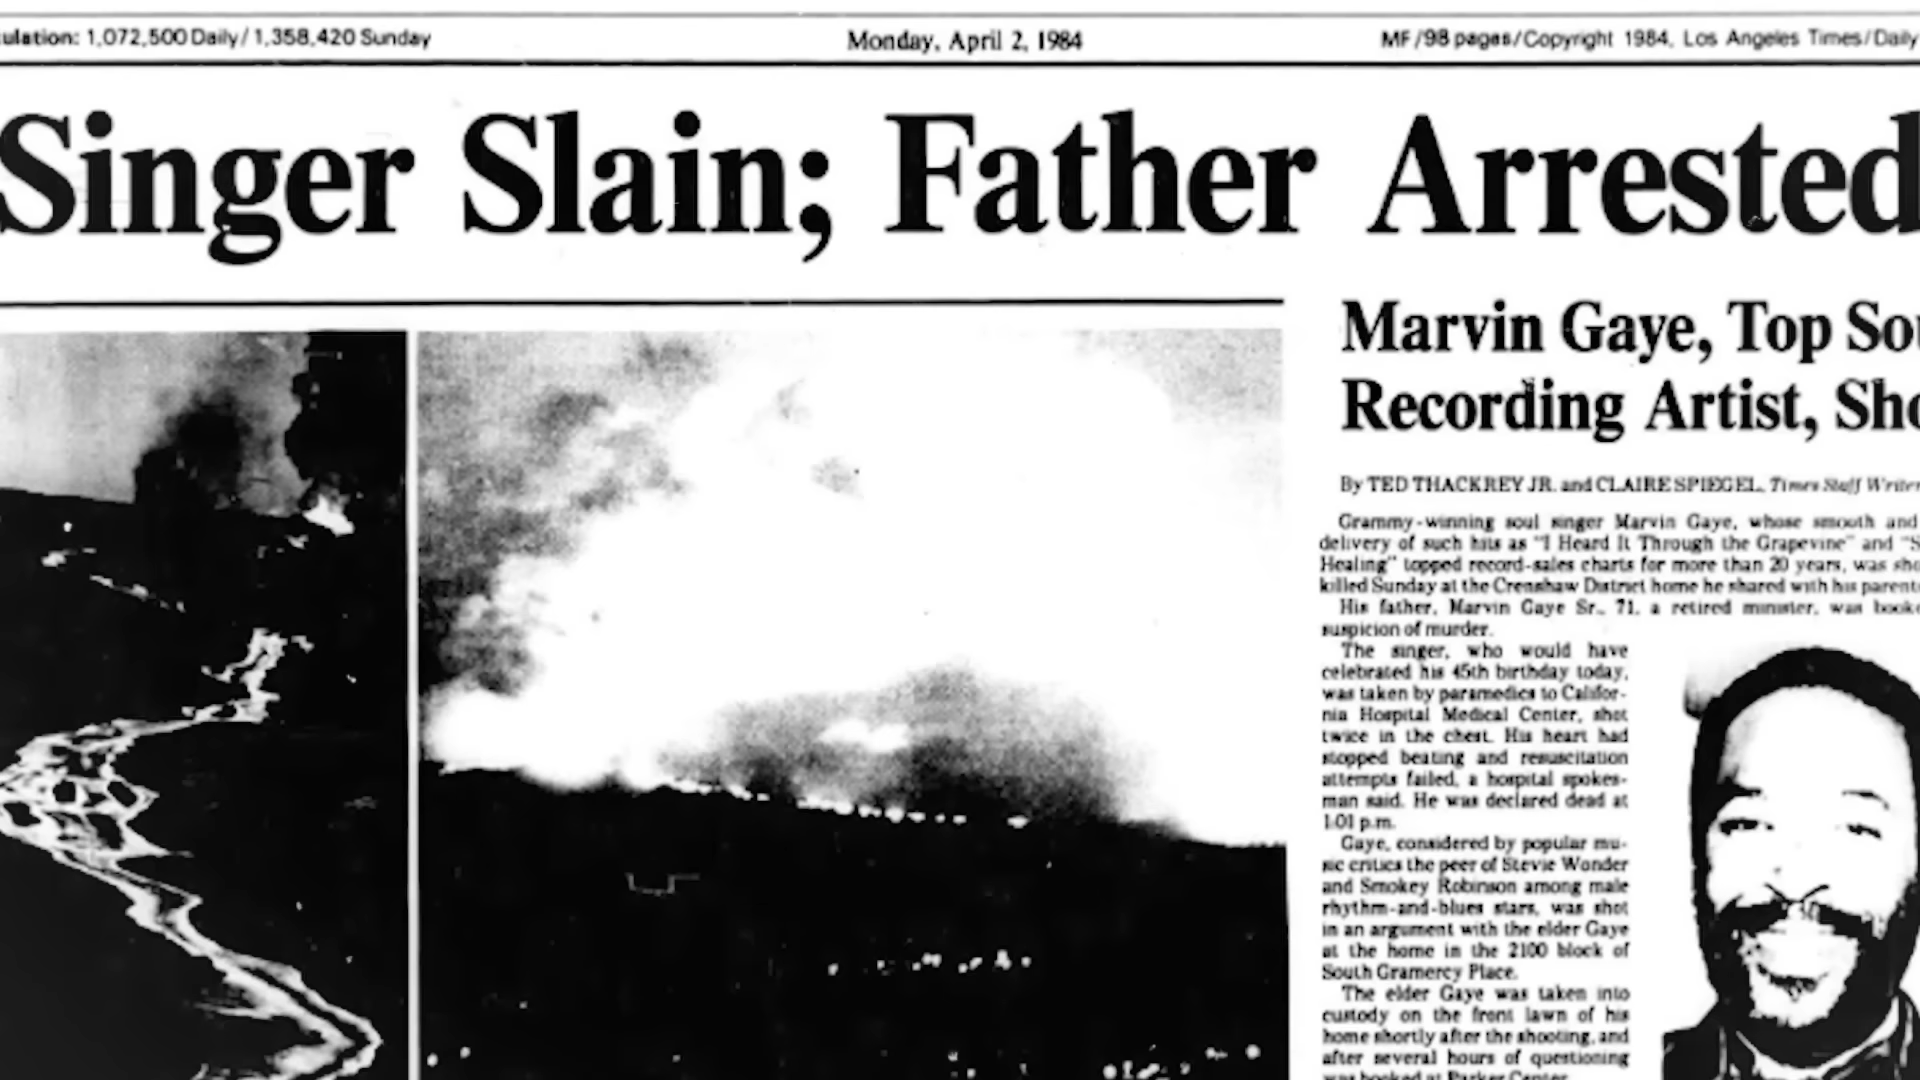 ulation: 1,072,500 Daily/1,358,420 Sunday
Monday, April 2, 1984
MF/98 pages/Copyright 1984, Los Angeles Times/Daily
Singer Slain; Father Arrested
Marvin Gaye, Top Sou
Recording Artist, Sho
By TED THACKREY JR. and CLAIRE SPIEGEL, Times Staff Writer
Grammy-winning soul singer Marvin Gaye, whose smooth and
delivery of such hits as "I Heard It Through the Grapevine" and "S
Healing" topped record-sales charts for more than 20 years, was sho
killed Sunday at the Crenshaw District home he shared with his parents
His father, Marvin Gaye Sr., 71, a retired minister, was booke
suspicion of murder.
The singer, who would have
celebrated his 45th birthday today,
was taken by paramedics to Califor-
nia Hospital Medical Center, shot
twice in the chest. His heart had
stopped beating and resuscitation
attempts failed, a hospital spokes-
man said. He was declared dead at
1:01 p.m.
Gaye, considered by popular mu-
sic critics the peer of Stevie Wonder
and Smokey Robinson among male
rhythm-and-blues stars, was shot
in an argument with the elder Gaye
at the home in the 2100 block of
South Gramercy Place.
The elder Gaye was taken into
custody on the front lawn of his
home shortly after the shooting, and
after several hours of questioning
was booked at Parker Center